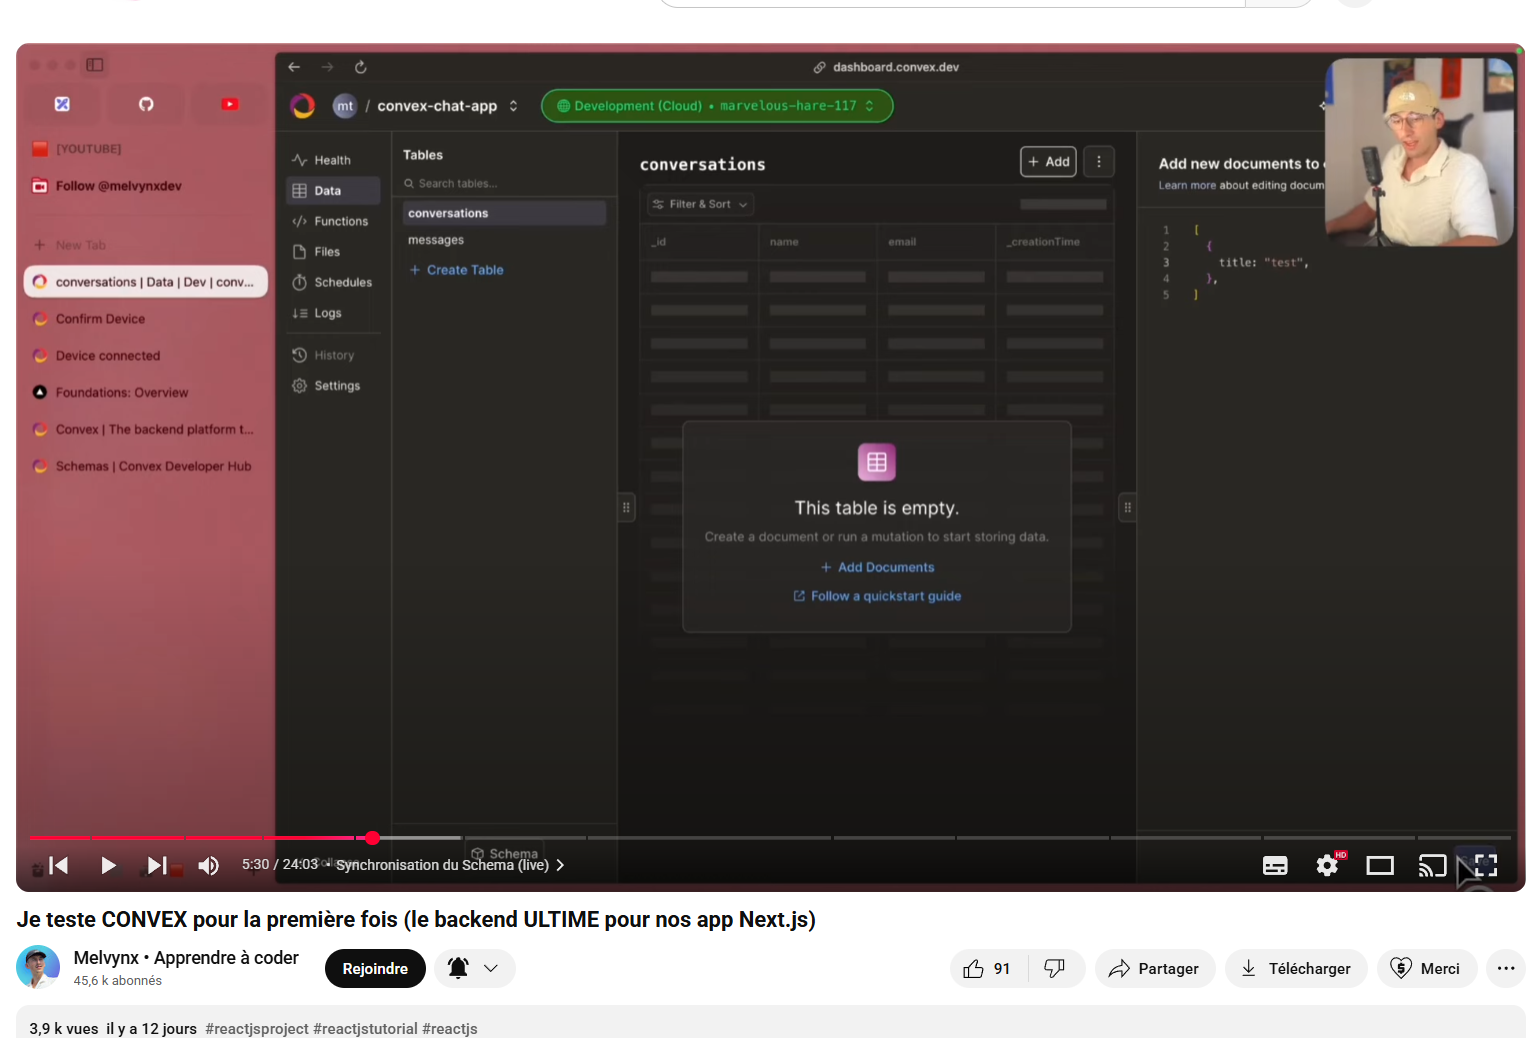 dashboard.convex.dev
mt / convex-chat-app
Development (Cloud) • marvelous-hare-117
[YOUTUBE]
Follow @melvynxdev
New Tab
conversations | Data | Dev | conv...
Confirm Device
Device connected
Foundations: Overview
Convex | The backend platform t...
Schemas | Convex Developer Hub
Health
Data
Functions
Files
Schedules
Logs
History
Settings
Tables
Search tables...
conversations
messages
+ Create Table
Schema
conversations
+ Add
Filter & Sort
_id name email _creationTime
This table is empty.
Create a document or run a mutation to start storing data.
+ Add Documents
Follow a quickstart guide
Add new documents to
Learn more about editing docum
1 [
2 {
3 title: "test",
4 },
5 ]
5:30 / 24:03 • Synchronisation du Schema (live)
HD
Je teste CONVEX pour la première fois (le backend ULTIME pour nos app Next.js)
Melvynx • Apprendre à coder
45,6 k abonnés
Rejoindre
91
Partager
Télécharger
Merci
3,9 k vues il y a 12 jours #reactjsproject #reactjstutorial #reactjs